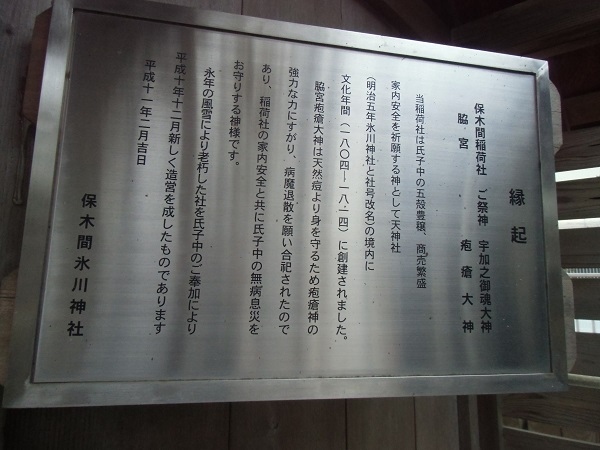 縁起
保木間稲荷社 ご祭神 宇加之御魂大神
脇宮 疱瘡大神
当稲荷社は氏子中の五殻豊穣、商売繁盛
家内安全を祈願する神として天神社
(明治五年氷川神社と社号改名)の境内に
文化年間(一八〇四―一八・一四)に創建されました。
脇宮疱瘡大神は天然痘より身を守るため疱瘡神の
強力な力にすがり、病魔退散を願い合祀されたので
あり、稲荷社の家内安全と共に氏子中の無病息災を
お守りする神様です。
永年の風雪により老朽した社を氏子中のご奉加により
平成十年十二月新しく造営を成したものであります
平成十一年二月吉日
保木間氷川神社